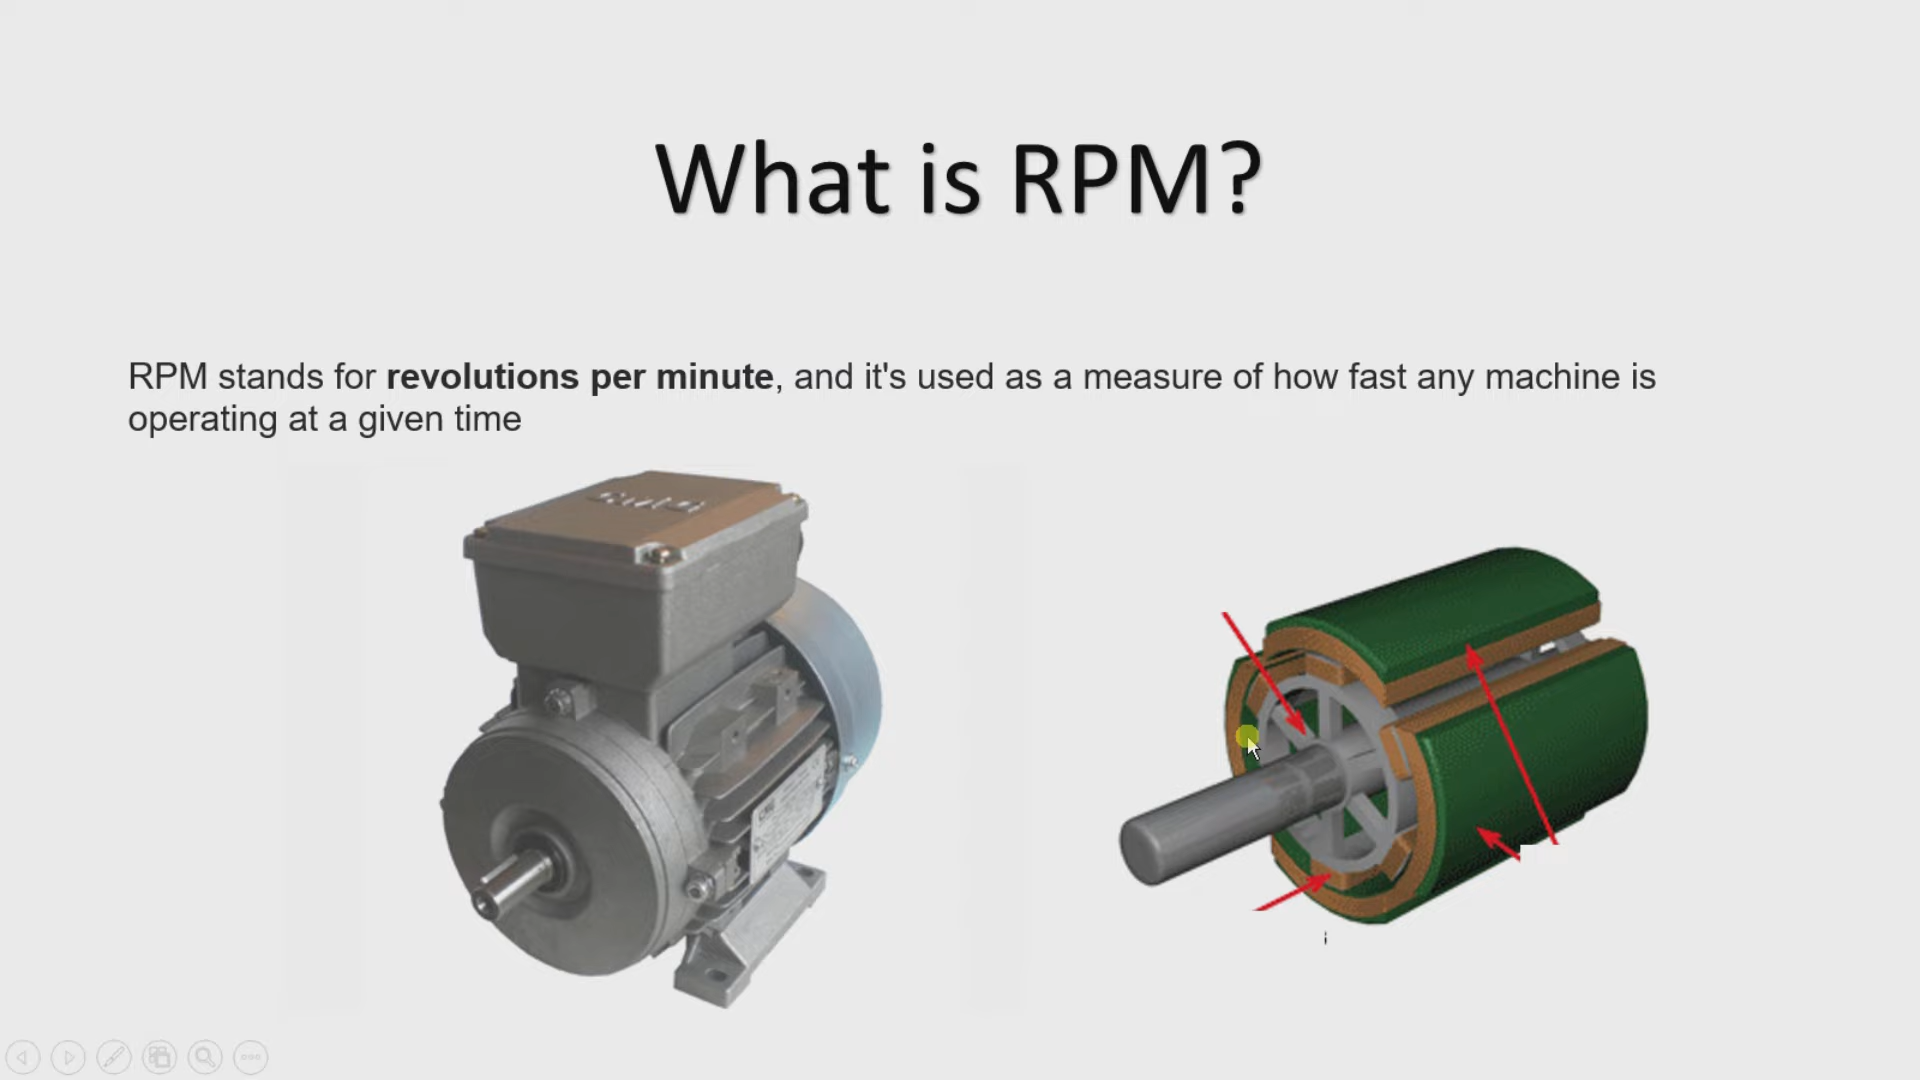 What is RPM?
RPM stands for revolutions per minute, and it's used as a measure of how fast any machine is
operating at a given time